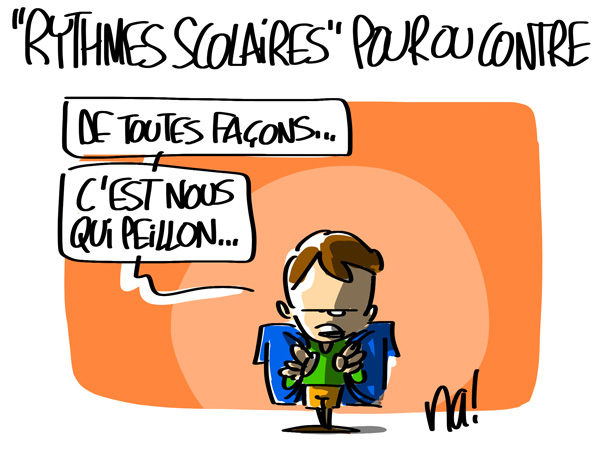 "RYTHMES SCOLAIRES" POUR OU CONTRE
DE TOUTES FAÇONS...
C'EST NOUS
QUI PEILLON...
na!